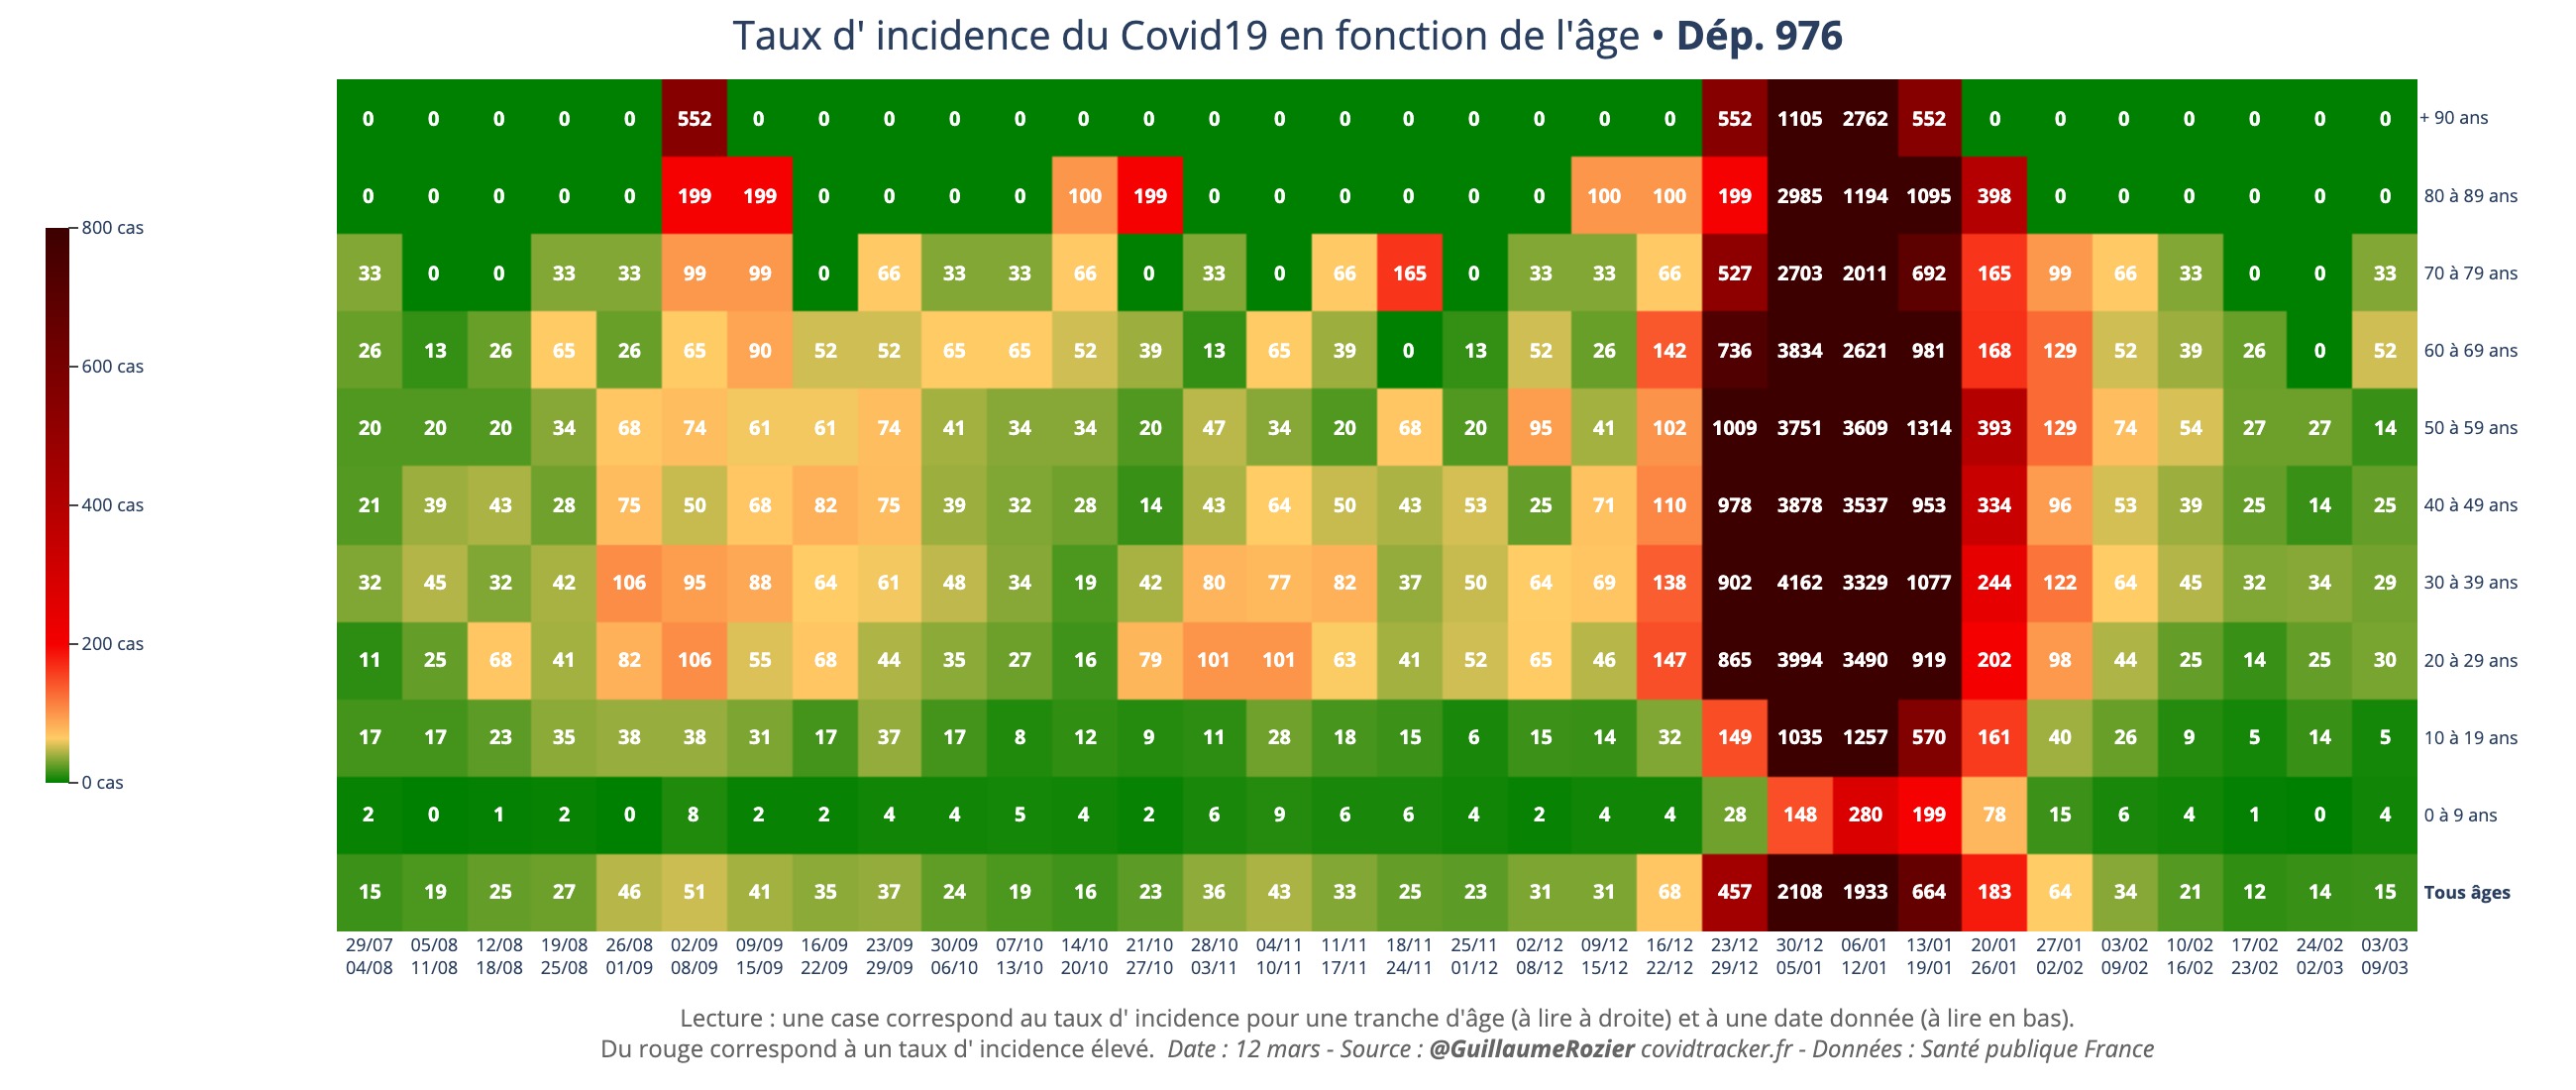 Taux d' incidence du Covid19 en fonction de l'âge • Dép. 976
0 0 0 0 0 552 0 0 0 0 0 0 0 0 0 0 0 0 0 0 0 552 1105 2762 552 0 0 0 0 0 0 0 + 90 ans
0 0 0 0 0 199 199 0 0 0 0 100 199 0 0 0 0 0 0 100 100 199 2985 1194 1095 398 0 0 0 0 0 0 80 à 89 ans
800 cas
33 0 0 33 33 99 99 0 66 33 33 66 0 33 0 66 165 0 33 33 66 527 2703 2011 692 165 99 66 33 0 0 33 70 à 79 ans
26 13 26 65 26 65 90 52 52 65 65 52 39 13 65 39 0 13 52 26 142 736 3834 2621 981 168 129 52 39 26 0 52 60 à 69 ans
600 cas
20 20 20 34 68 74 61 61 74 41 34 34 20 47 34 20 68 20 95 41 102 1009 3751 3609 1314 393 129 74 54 27 27 14 50 à 59 ans
400 cas
21 39 43 28 75 50 68 82 75 39 32 28 14 43 64 50 43 53 25 71 110 978 3878 3537 953 334 96 53 39 25 14 25 40 à 49 ans
32 45 32 42 106 95 88 64 61 48 34 19 42 80 77 82 37 50 64 69 138 902 4162 3329 1077 244 122 64 45 32 34 29 30 à 39 ans
200 cas
11 25 68 41 82 106 55 68 44 35 27 16 79 101 101 63 41 52 65 46 147 865 3994 3490 919 202 98 44 25 14 25 30 20 à 29 ans
17 17 23 35 38 38 31 17 37 17 8 12 9 11 28 18 15 6 15 14 32 149 1035 1257 570 161 40 26 9 5 14 5 10 à 19 ans
0 cas
2 0 1 2 0 8 2 2 4 4 5 4 2 6 9 6 6 4 2 4 4 28 148 280 199 78 15 6 4 1 0 4 0 à 9 ans
15 19 25 27 46 51 41 35 37 24 19 16 23 36 43 33 25 23 31 31 68 457 2108 1933 664 183 64 34 21 12 14 15 Tous âges
29/07 05/08 12/08 19/08 26/08 02/09 09/09 16/09 23/09 30/09 07/10 14/10 21/10 28/10 04/11 11/11 18/11 25/11 02/12 09/12 16/12 23/12 30/12 06/01 13/01 20/01 27/01 03/02 10/02 17/02 24/02 03/03
04/08 11/08 18/08 25/08 01/09 08/09 15/09 22/09 29/09 06/10 13/10 20/10 27/10 03/11 10/11 17/11 24/11 01/12 08/12 15/12 22/12 29/12 05/01 12/01 19/01 26/01 02/02 09/02 16/02 23/02 02/03 09/03
Lecture : une case correspond au taux d' incidence pour une tranche d'âge (à lire à droite) et à une date donnée (à lire en bas).
Du rouge correspond à un taux d' incidence élevé. Date : 12 mars - Source : @GuillaumeRozier covidtracker.fr - Données : Santé publique France